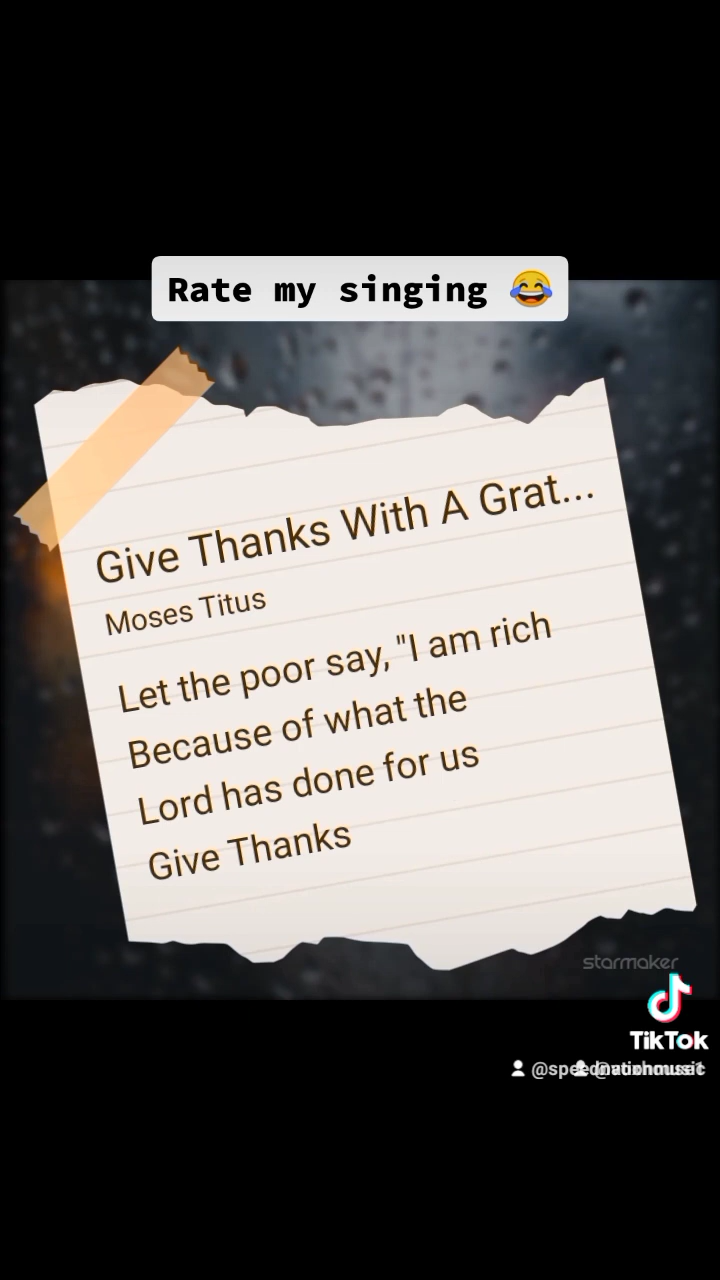 Rate my singing 😂
Give Thanks With A Grat...
Moses Titus
Let the poor say, "I am rich
Because of what the
Lord has done for us
Give Thanks
starmaker
TikTok